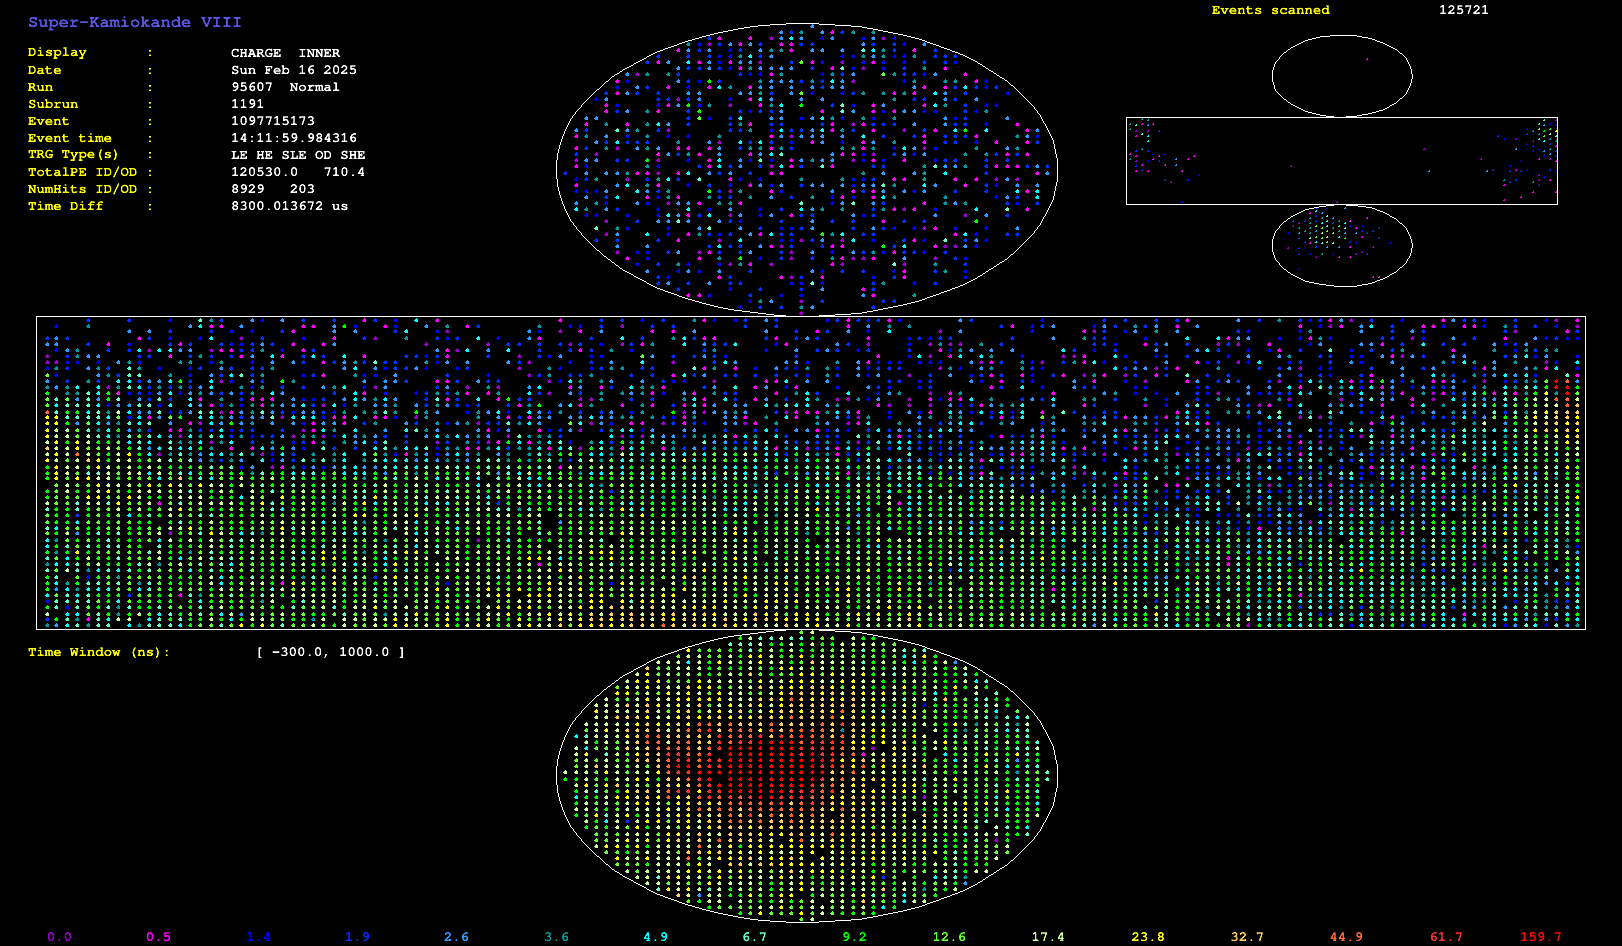 Super-Kamiokande VIII
Events scanned 125721
Display : CHARGE INNER
Date : Sun Feb 16 2025
Run : 95607 Normal
Subrun : 1191
Event : 1097715173
Event time : 14:11:59.984316
TRG Type(s) : LE HE SLE OD SHE
TotalPE ID/OD : 120530.0 710.4
NumHits ID/OD : 8929 203
Time Diff : 8300.013672 us
Time Window (ns): [ -300.0, 1000.0 ]
0.0 0.5 1.4 1.9 2.6 3.6 4.9 6.7 9.2 12.6 17.4 23.8 32.7 44.9 61.7 159.7